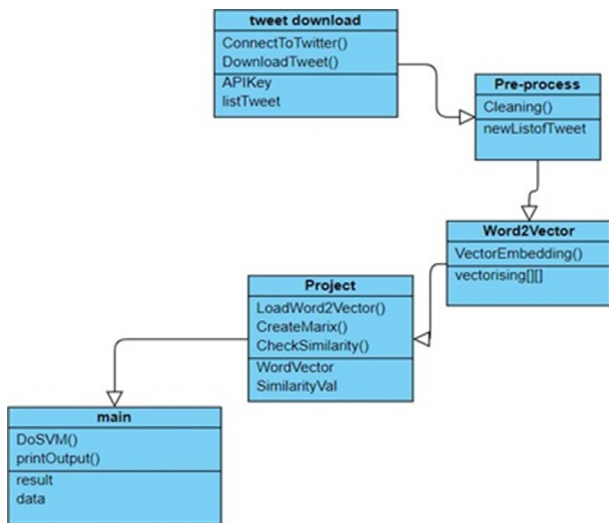 tweet download
ConnectToTwitter()
DownloadTweet()
APIKey
listTweet
Pre-process
Cleaning()
newListofTweet
Word2Vector
VectorEmbedding()
vectorising[][]
Project
LoadWord2Vector()
CreateMarix()
CheckSimilarity()
WordVector
SimilarityVal
main
DoSVM()
printOutput()
result
data